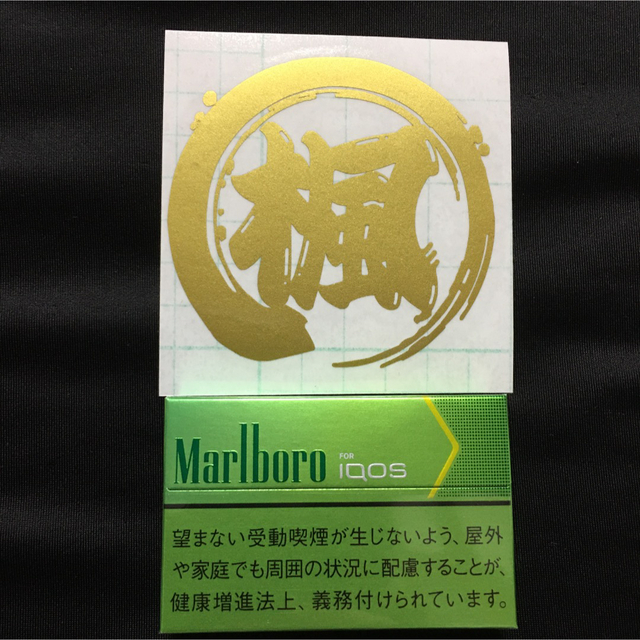 楓
Marlboro FOR IQOS
望まない受動喫煙が生じないよう、屋外
や家庭でも周囲の状況に配慮することが、
健康増進法上、義務付けられています。